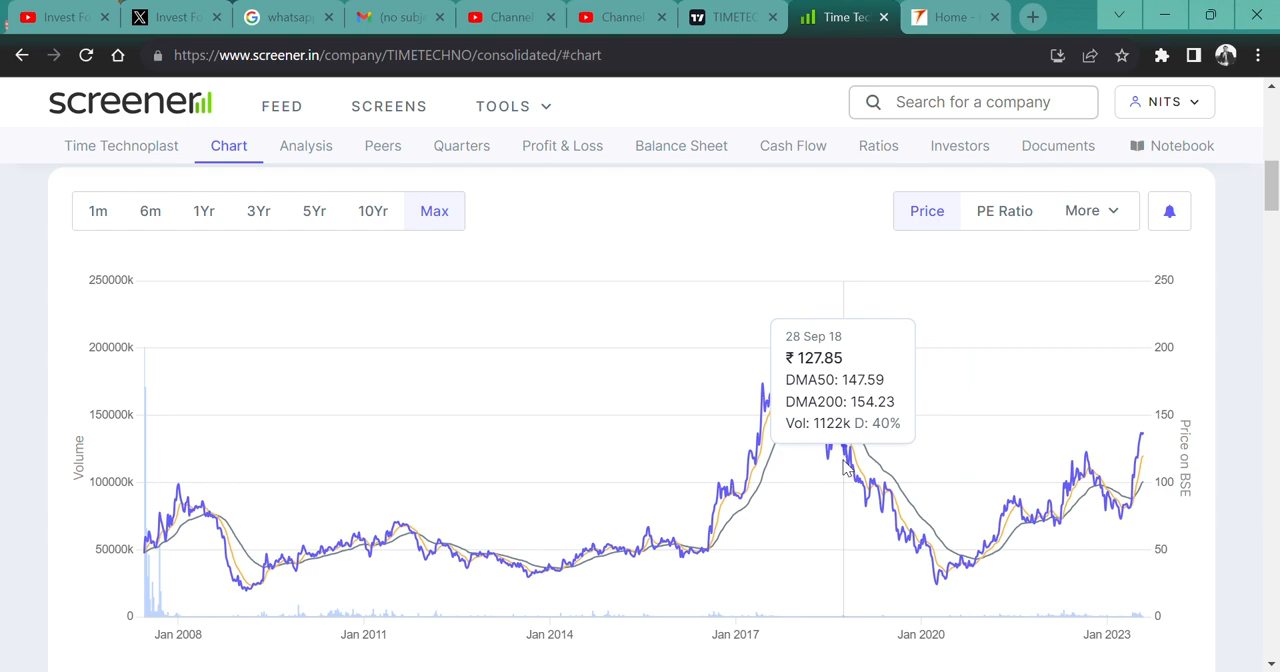 Invest Fo
Invest Fo
whatsap
(no subj
Channel
Channel
TIMETEC
Time Tec
Home -
https://www.screener.in/company/TIMETECHNO/consolidated/#chart
screener
FEED
SCREENS
TOOLS
Search for a company
NITS
Time Technoplast
Chart
Analysis
Peers
Quarters
Profit & Loss
Balance Sheet
Cash Flow
Ratios
Investors
Documents
Notebook
1m
6m
1Yr
3Yr
5Yr
10Yr
Max
Price
PE Ratio
More
250000k
250
28 Sep 18
₹ 127.85
DMA50: 147.59
DMA200: 154.23
Vol: 1122k D: 40%
200000k
200
150000k
150
Volume
Price on BSE
100000k
100
50000k
50
0
0
Jan 2008
Jan 2011
Jan 2014
Jan 2017
Jan 2020
Jan 2023